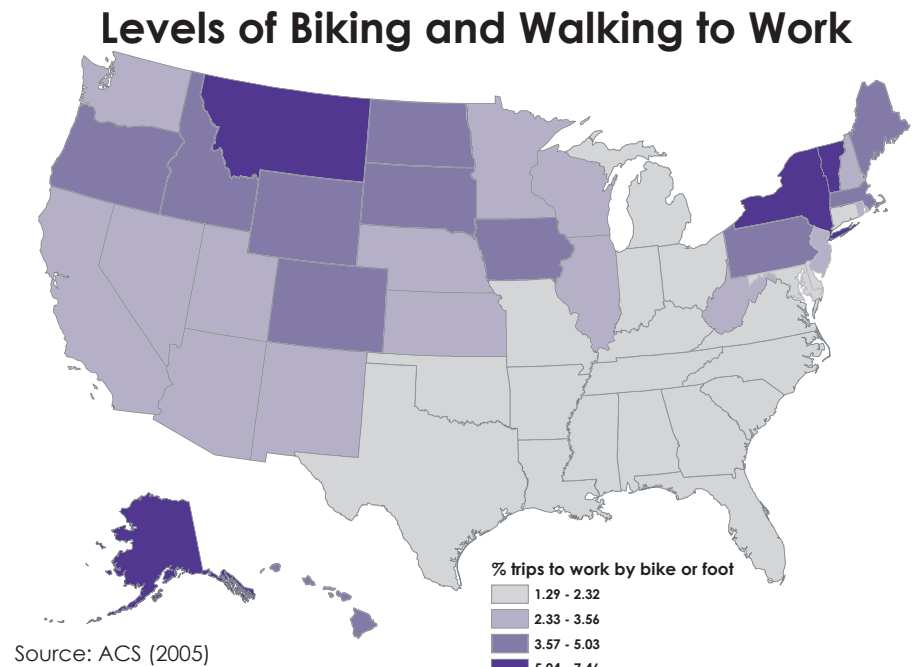 Levels of Biking and Walking to Work
% trips to work by bike or foot
1.29 - 2.32
2.33 - 3.56
3.57 - 5.03
Source: ACS (2005)